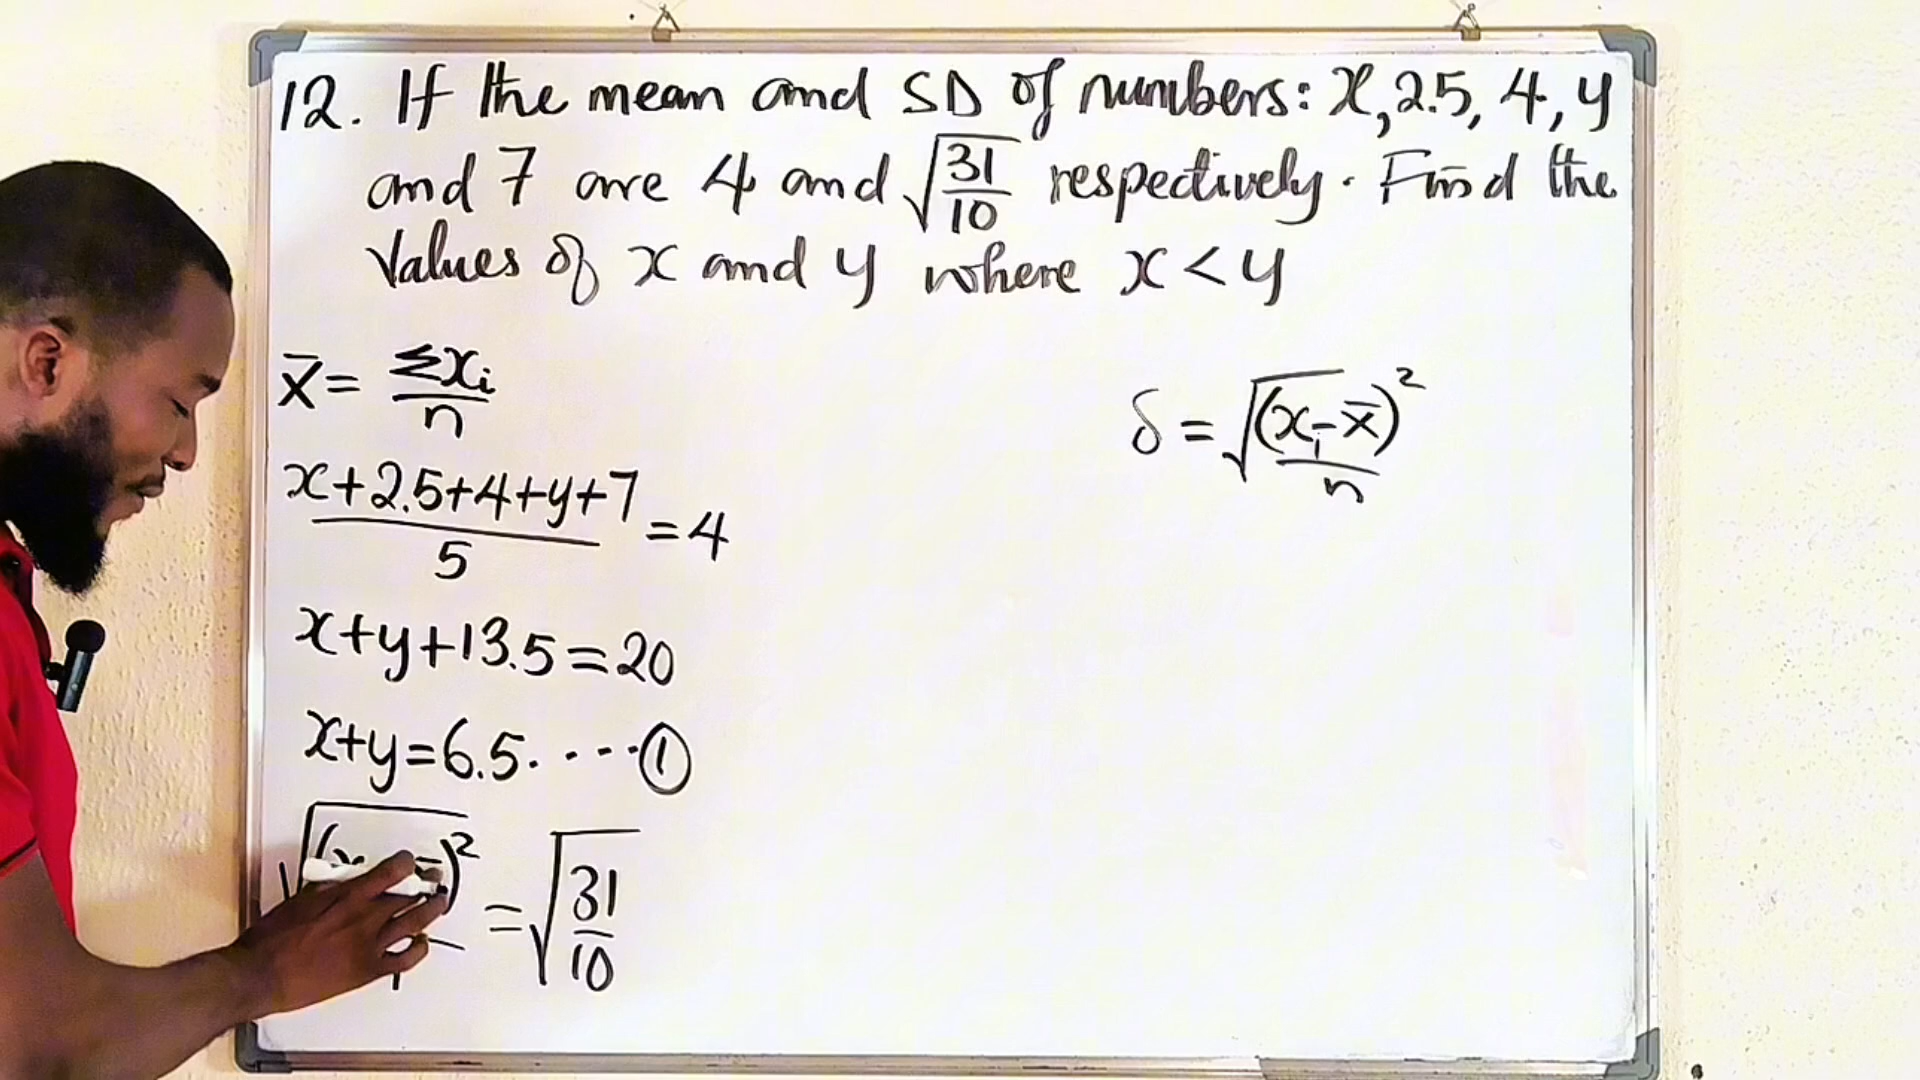 12. If the mean and SD of numbers: x, 2.5, 4, y
and 7 are 4 and √(31/10) respectively. Find the
Values of x and y where x < y
x̄ = Σxᵢ/n
δ = √((xᵢ-x̄)²/n)
(x+2.5+4+y+7)/5 = 4
x+y+13.5=20
x+y=6.5. ---①
√( )² = √(31/10)